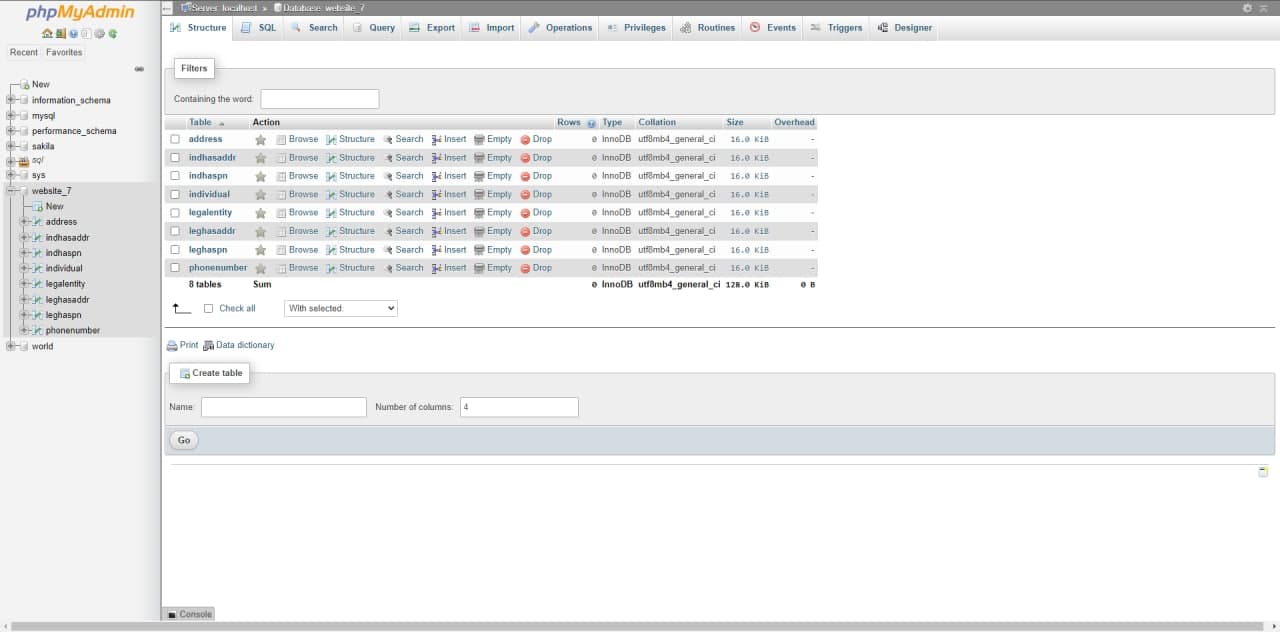 phpMyAdmin
Recent Favorites
New
information_schema
mysql
performance_schema
sakila
sql
sys
website_7
New
address
indhasaddr
indhaspn
individual
legalentity
leghasaddr
leghaspn
phonenumber
world
Server: localhost » Database: website_7
Structure SQL Search Query Export Import Operations Privileges Routines Events Triggers Designer
Filters
Containing the word:
Table Action Rows Type Collation Size Overhead
address Browse Structure Search Insert Empty Drop 0 InnoDB utf8mb4_general_ci 16.0 KiB -
indhasaddr Browse Structure Search Insert Empty Drop 0 InnoDB utf8mb4_general_ci 16.0 KiB -
indhaspn Browse Structure Search Insert Empty Drop 0 InnoDB utf8mb4_general_ci 16.0 KiB -
individual Browse Structure Search Insert Empty Drop 0 InnoDB utf8mb4_general_ci 16.0 KiB -
legalentity Browse Structure Search Insert Empty Drop 0 InnoDB utf8mb4_general_ci 16.0 KiB -
leghasaddr Browse Structure Search Insert Empty Drop 0 InnoDB utf8mb4_general_ci 16.0 KiB -
leghaspn Browse Structure Search Insert Empty Drop 0 InnoDB utf8mb4_general_ci 16.0 KiB -
phonenumber Browse Structure Search Insert Empty Drop 0 InnoDB utf8mb4_general_ci 16.0 KiB -
8 tables Sum 0 InnoDB utf8mb4_general_ci 128.0 KiB 0 B
Check all With selected:
Print Data dictionary
Create table
Name: Number of columns: 4
Go
Console